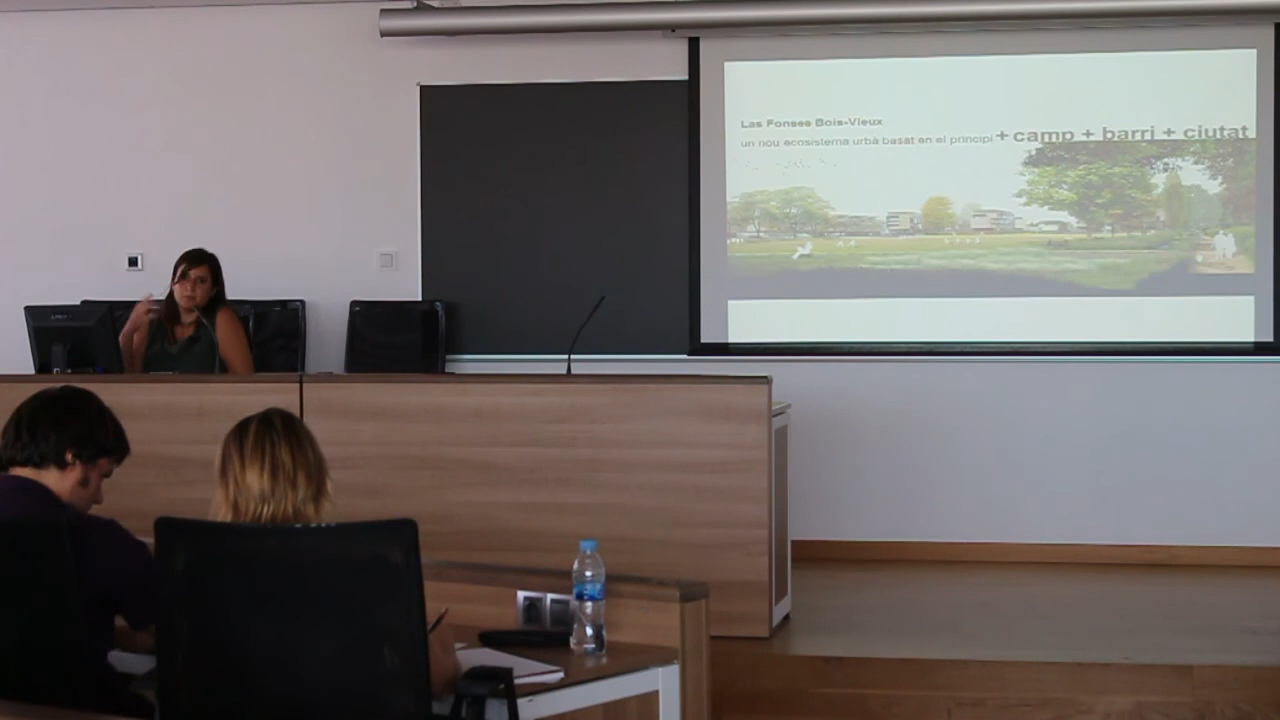 Las Fonses Bois-Vieux
un nou ecosistema urbà basat en el principi + camp + barri + ciutat